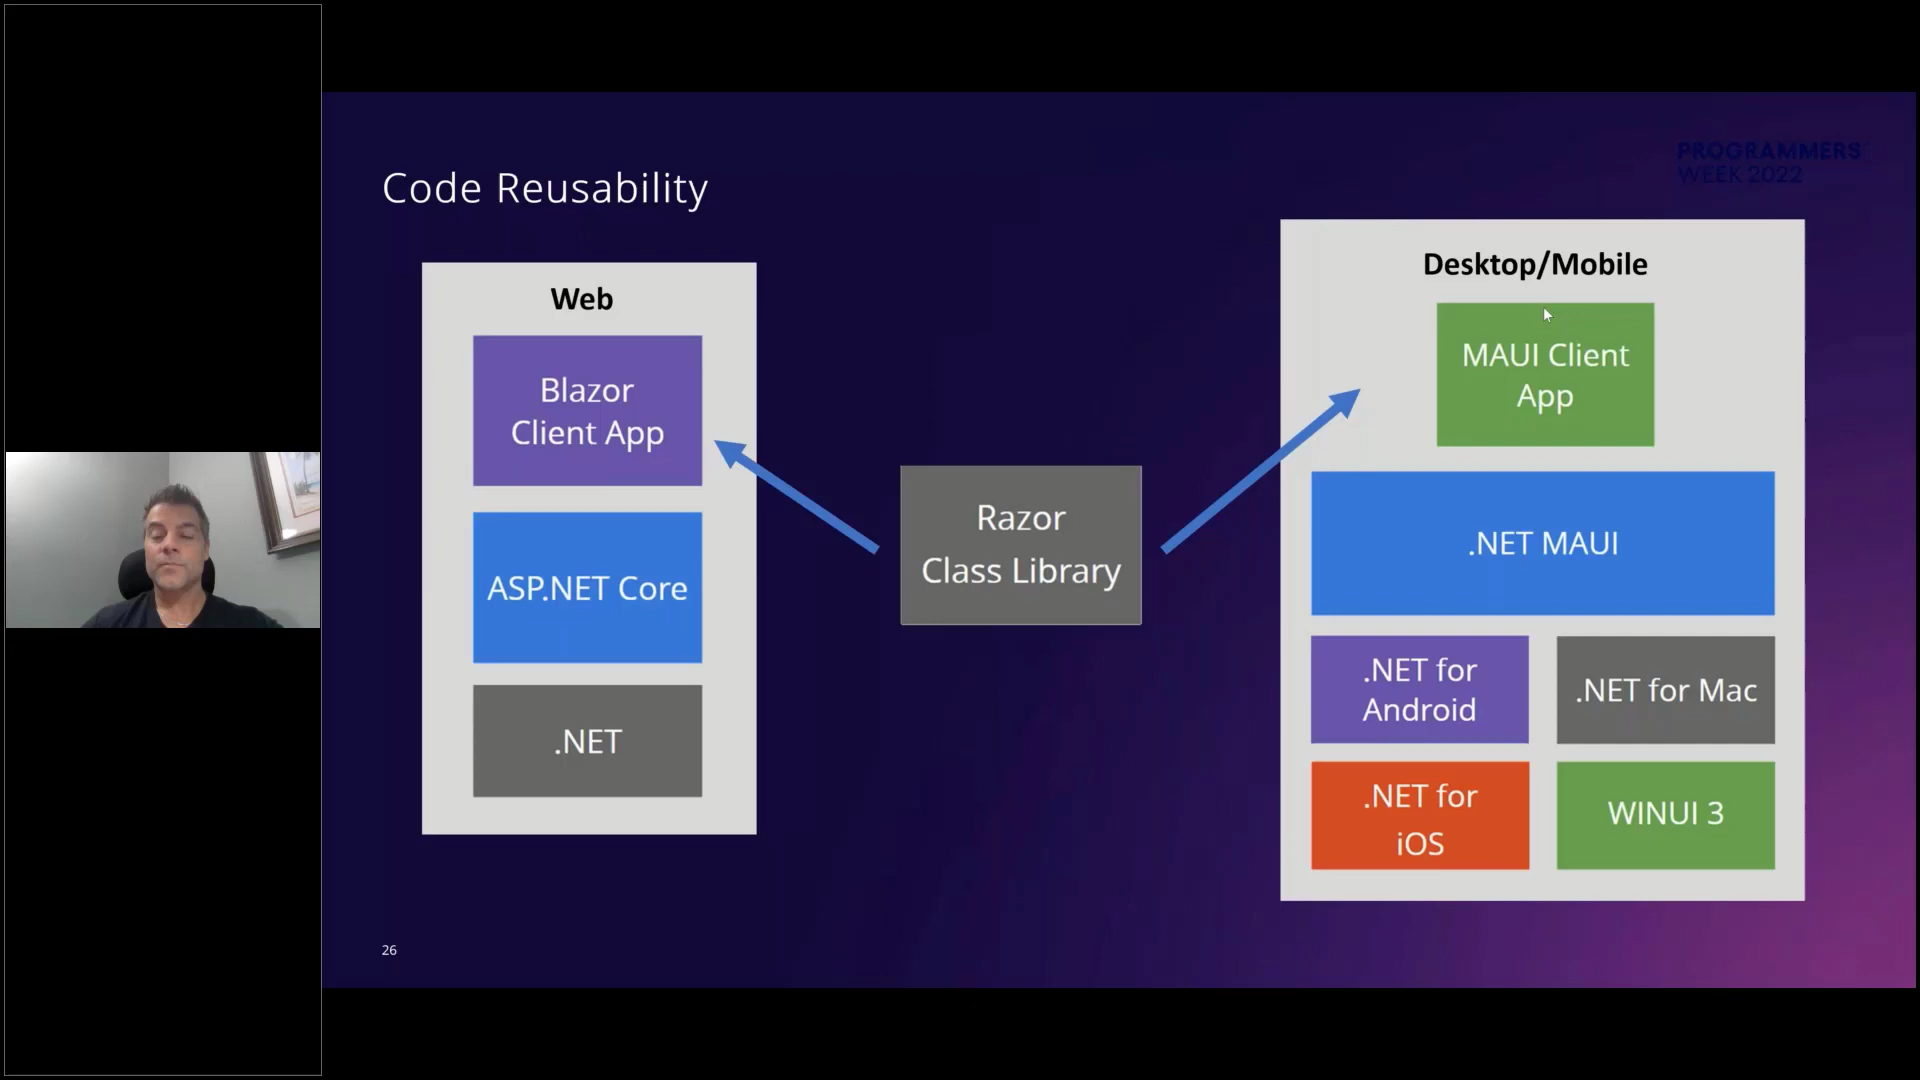 PROGRAMMERS
WEEK 2022
Code Reusability
Web
Blazor
Client App
ASP.NET Core
.NET
Razor
Class Library
Desktop/Mobile
MAUI Client
App
.NET MAUI
.NET for
Android
.NET for Mac
.NET for
iOS
WINUI 3
26